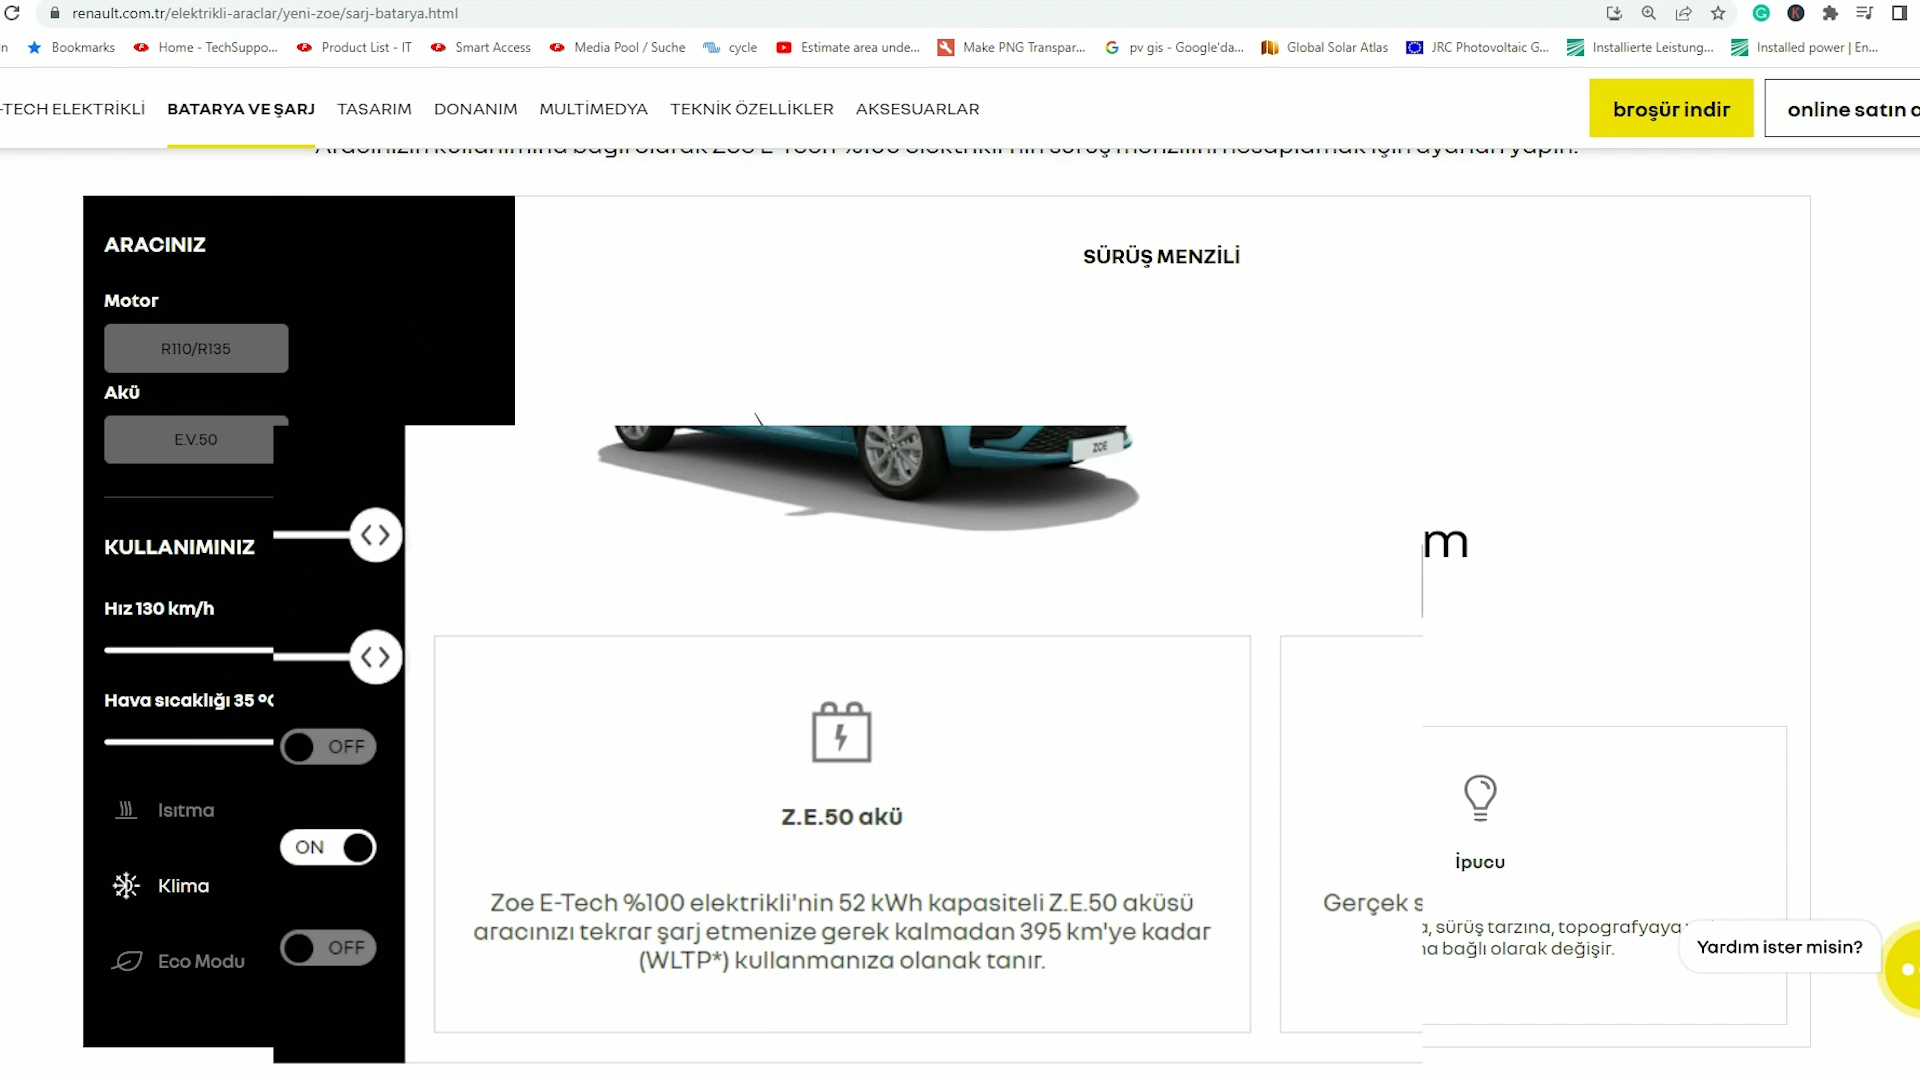 renault.com.tr/elektrikli-araclar/yeni-zoe/sarj-batarya.html
n Bookmarks Home - TechSuppo... Product List - IT Smart Access Media Pool / Suche cycle Estimate area unde... Make PNG Transpar... pv gis - Google'da... Global Solar Atlas JRC Photovoltaic G... Installierte Leistung... Installed power | En...
-TECH ELEKTRİKLİ BATARYA VE ŞARJ TASARIM DONANIM MULTİMEDYA TEKNİK ÖZELLİKLER AKSESUARLAR broşür indir online satın a
Aracınızın kullanımına bağlı olarak Zoe E-Tech %100 elektrikli'nin sürüş menzilini hesaplamak için ayarları yapın.
ARACINIZ
SÜRÜŞ MENZİLİ
Motor
R110/R135
Akü
E.V.50
ZOE
KULLANIMINIZ
m
Hız 130 km/h
Hava sıcaklığı 35 °C
OFF
Isıtma
ON
Klima
OFF
Eco Modu
Z.E.50 akü
Zoe E-Tech %100 elektrikli'nin 52 kWh kapasiteli Z.E.50 aküsü
aracınızı tekrar şarj etmenize gerek kalmadan 395 km'ye kadar
(WLTP*) kullanmanıza olanak tanır.
İpucu
Gerçek s
, sürüş tarzına, topografyaya
na bağlı olarak değişir.
Yardım ister misin?